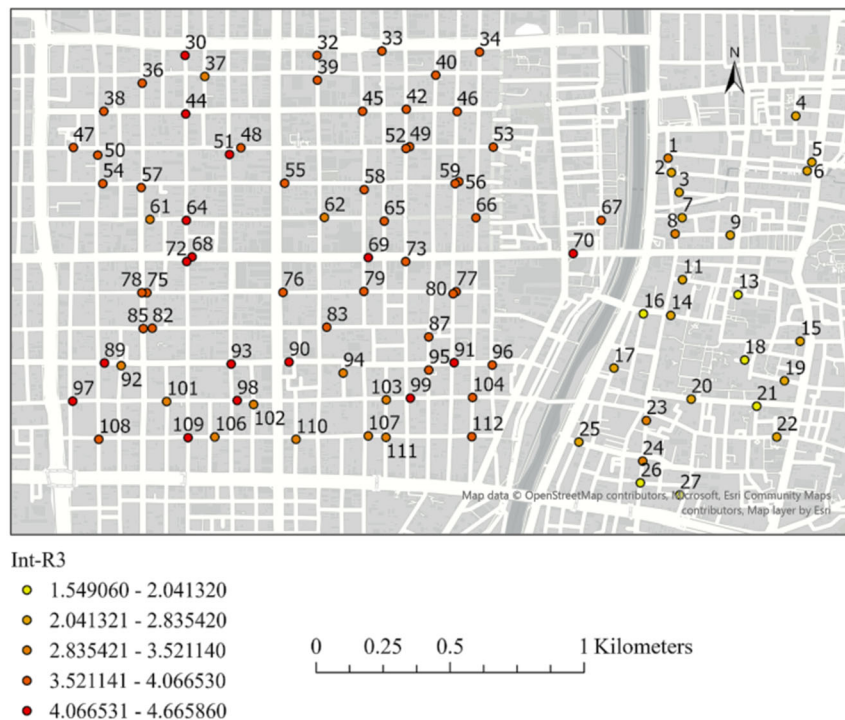 30 32 33 34
36 37 39 40
38 44 45 42 46
47 50 51 48 52 49 53
4
1 2 5 6
54 57 55 58 59 56
3
61 64 62 65 66 67 7 8 9
72 68 69 73 70
78 75 76 79 80 77 11 13
85 82 83 87 16 14
15
89 92 93 90 94 95 91 96 17 18
19
97 101 98 102 103 99 104 20 21
108 109 106 110 107 111 112 25 23 22
24
26 27
N
Map data © OpenStreetMap contributors, Microsoft, Esri Community Maps
contributors, Map layer by Esri
Int-R3
1.549060 - 2.041320
2.041321 - 2.835420
2.835421 - 3.521140
3.521141 - 4.066530
4.066531 - 4.665860
0 0.25 0.5 1 Kilometers